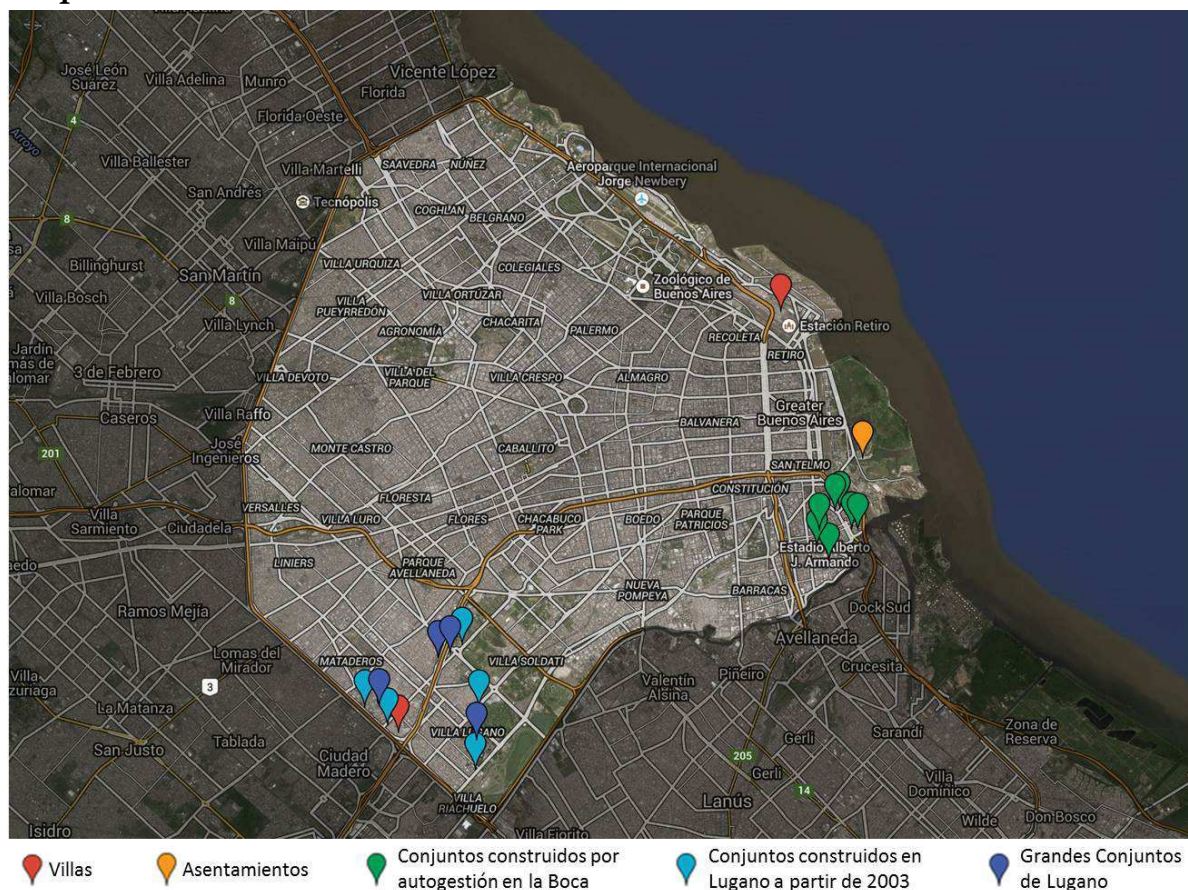 José León
Suárez
Villa Adelina
Munro
Vicente López
Florida
Florida Oeste
4
Arroyo
Villa Ballester
Villa Martelli
SAAVEDRA
NÚÑEZ
San Andrés
Tecnópolis
Aeroparque Internacional
Jorge Newbery
COGHLAN
BELGRANO
8
Villa Maipú
Billinghurst
San Martín
VILLA URQUIZA
COLEGIALES
Zoológico de
Buenos Aires
Villa Bosch
8
VILLA ORTÚZAR
VILLA
PUEYRREDÓN
Villa Lynch
CHACARITA
AGRONOMÍA
PALERMO
RECOLETA
Estación Retiro
RETIRO
Jardín
3 de Febrero
VILLA DEVOTO
VILLA DEL
PARQUE
VILLA CRESPO
ALMAGRO
Caseros
Villa Raffo
Greater
Buenos Aires
BALVANERA
José
Ingenieros
MONTE CASTRO
CABALLITO
201
SAN TELMO
CONSTITUCIÓN
FLORESTA
VERSALLES
Villa
Sarmiento
Ciudadela
VILLA LURO
FLORES
CHACABUCO
PARK
BOEDO
PARQUE
PATRICIOS
Estadio Alberto
J. Armando
LINIERS
PARQUE
AVELLANEDA
NUEVA
POMPEYA
BARRACAS
Ramos Mejía
Dock Sud
Avellaneda
Lomas del
Mirador
MATADEROS
VILLA SOLDATI
Crucesita
Piñeiro
Valentín
Alsina
Villa
3
La Matanza
Sarandí
Zona de
Reserva
Tablada
San Justo
Ciudad
Madero
VILLA LUGANO
205
Gerli
Gerli
Villa
Domínico
14
Lanús
VILLA
RIACHUELO
Wilde
Don Bosco
Isidro
Villa Fiorito
Villas
Asentamientos
Conjuntos construidos por
autogestión en la Boca
Conjuntos construidos en
Lugano a partir de 2003
Grandes Conjuntos
de Lugano